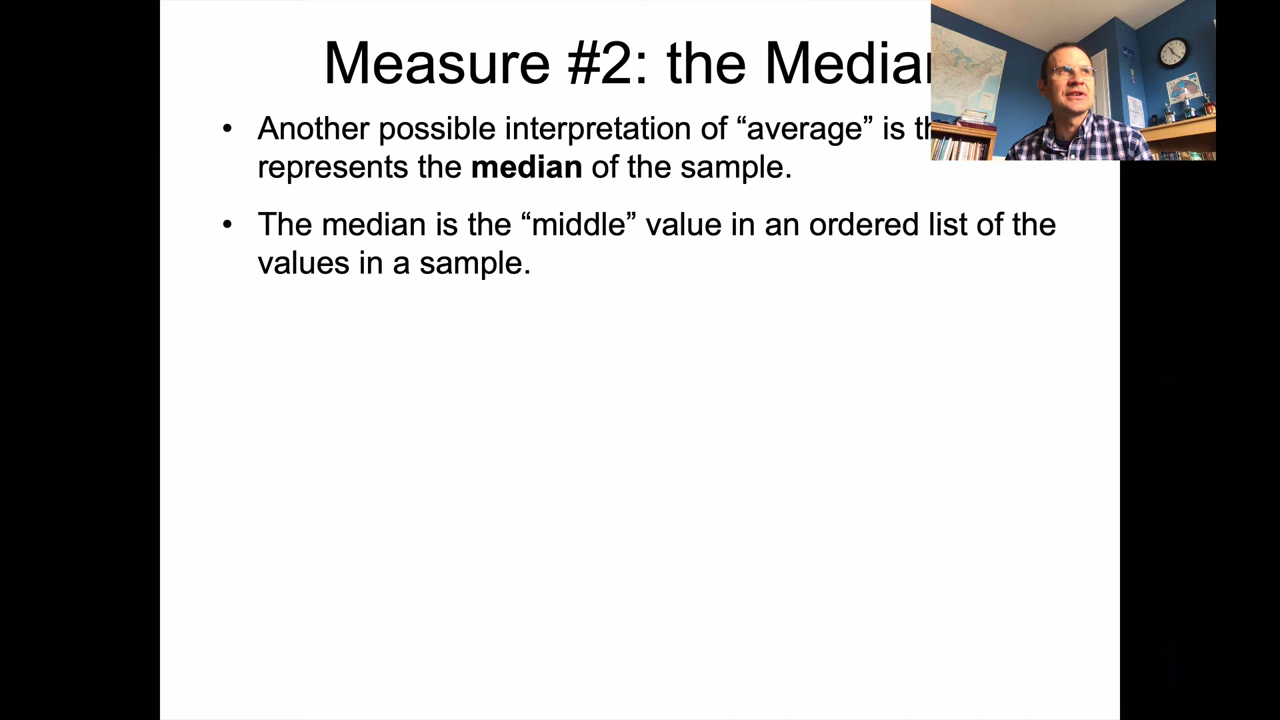 Measure #2: the Media
• Another possible interpretation of “average” is
represents the median of the sample.
• The median is the “middle” value in an ordered list of the
values in a sample.